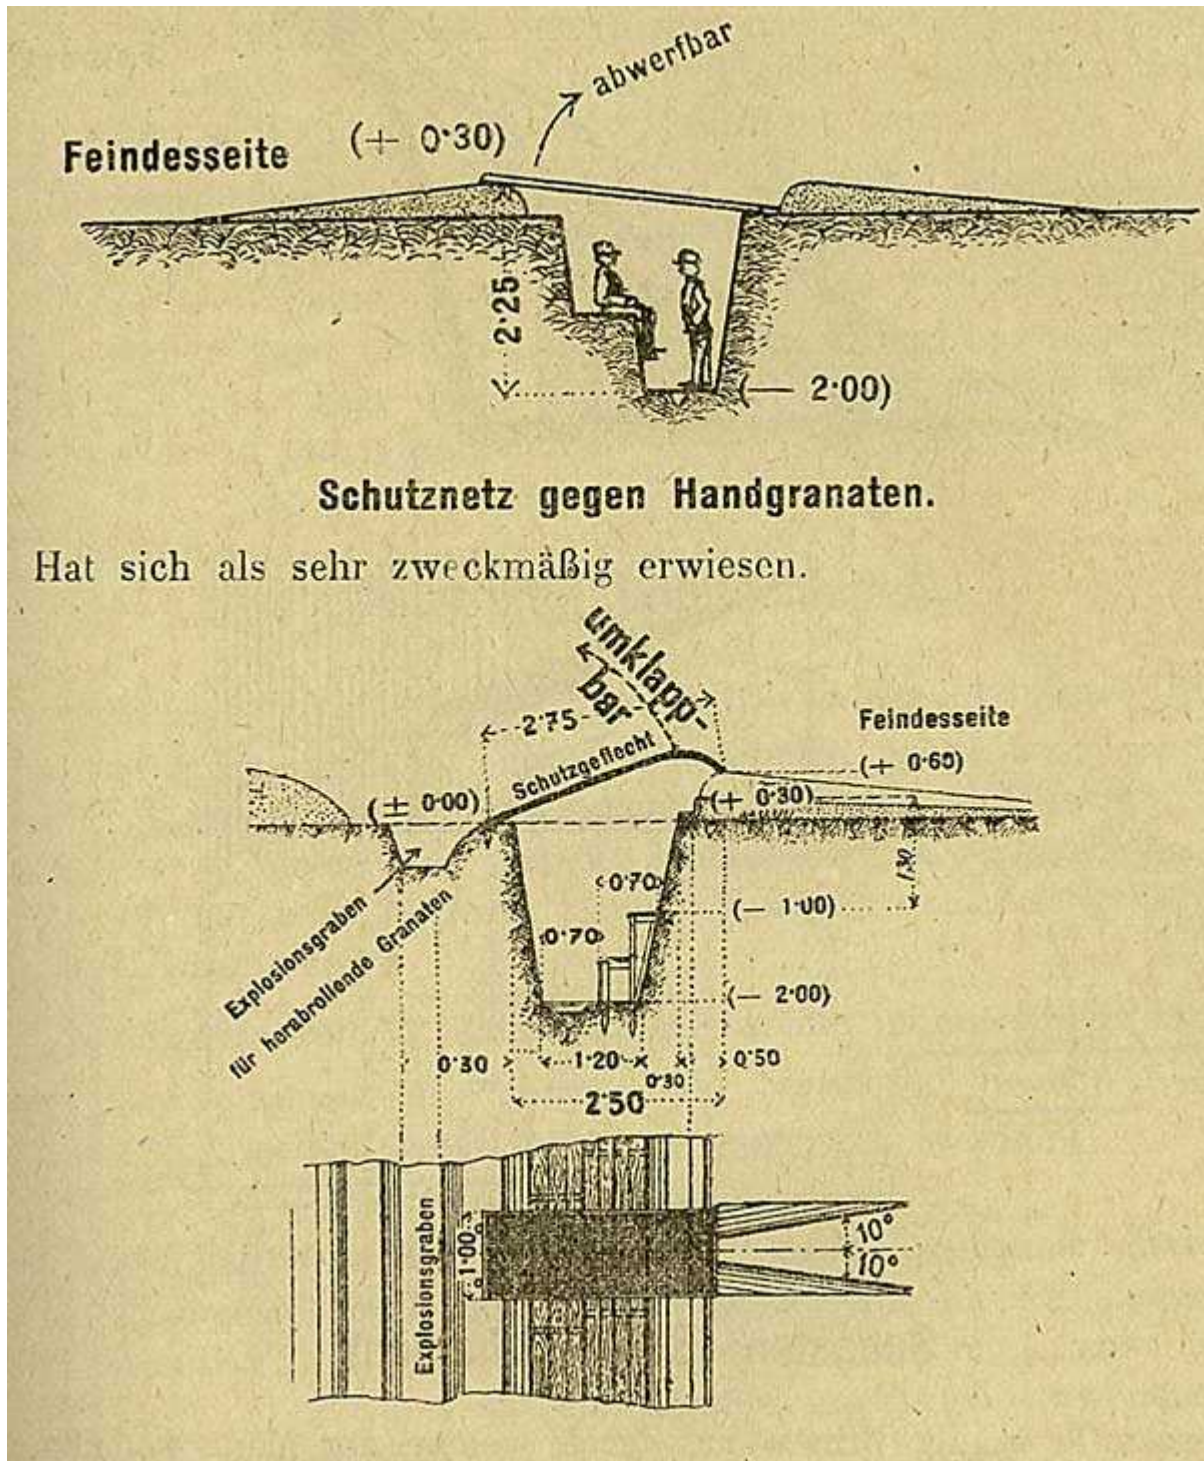 abwerfbar
Feindesseite
(+ 0·30)
2·25
(— 2·00)
Schutznetz gegen Handgranaten.
Hat sich als sehr zweckmäßig erwiesen.
umklapp-
bar
2·75
Schutzgeflecht
Feindesseite
(+ 0·60)
(± 0·00)
(+ 0·30)
1·30
0·70
(— 1·00)
0·70
(— 2·00)
Explosionsgraben
für herabrollende Granaten
0·30
1·20
0·30
0·50
2·50
Explosionsgraben
1·00
10°
10°